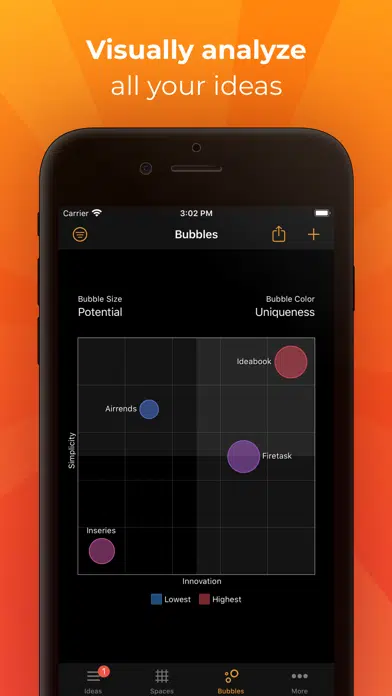 Visually analyze
all your ideas
Carrier
3:02 PM
Bubbles
Bubble Size
Potential
Bubble Color
Uniqueness
Ideabook
Airrends
Firetask
Inseries
Simplicity
Innovation
Lowest
Highest
1
Ideas
Spaces
Bubbles
More